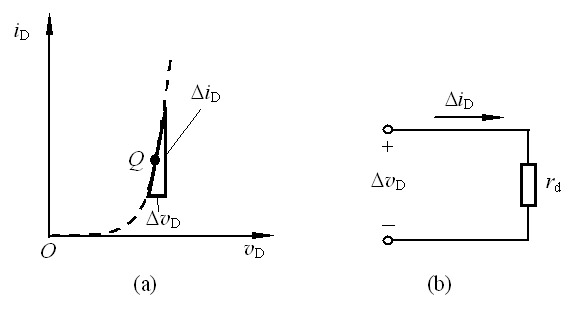 i_D
Δi_D
Q
Δv_D
O
v_D
(a)
Δi_D
+
Δv_D
r_d
−
(b)